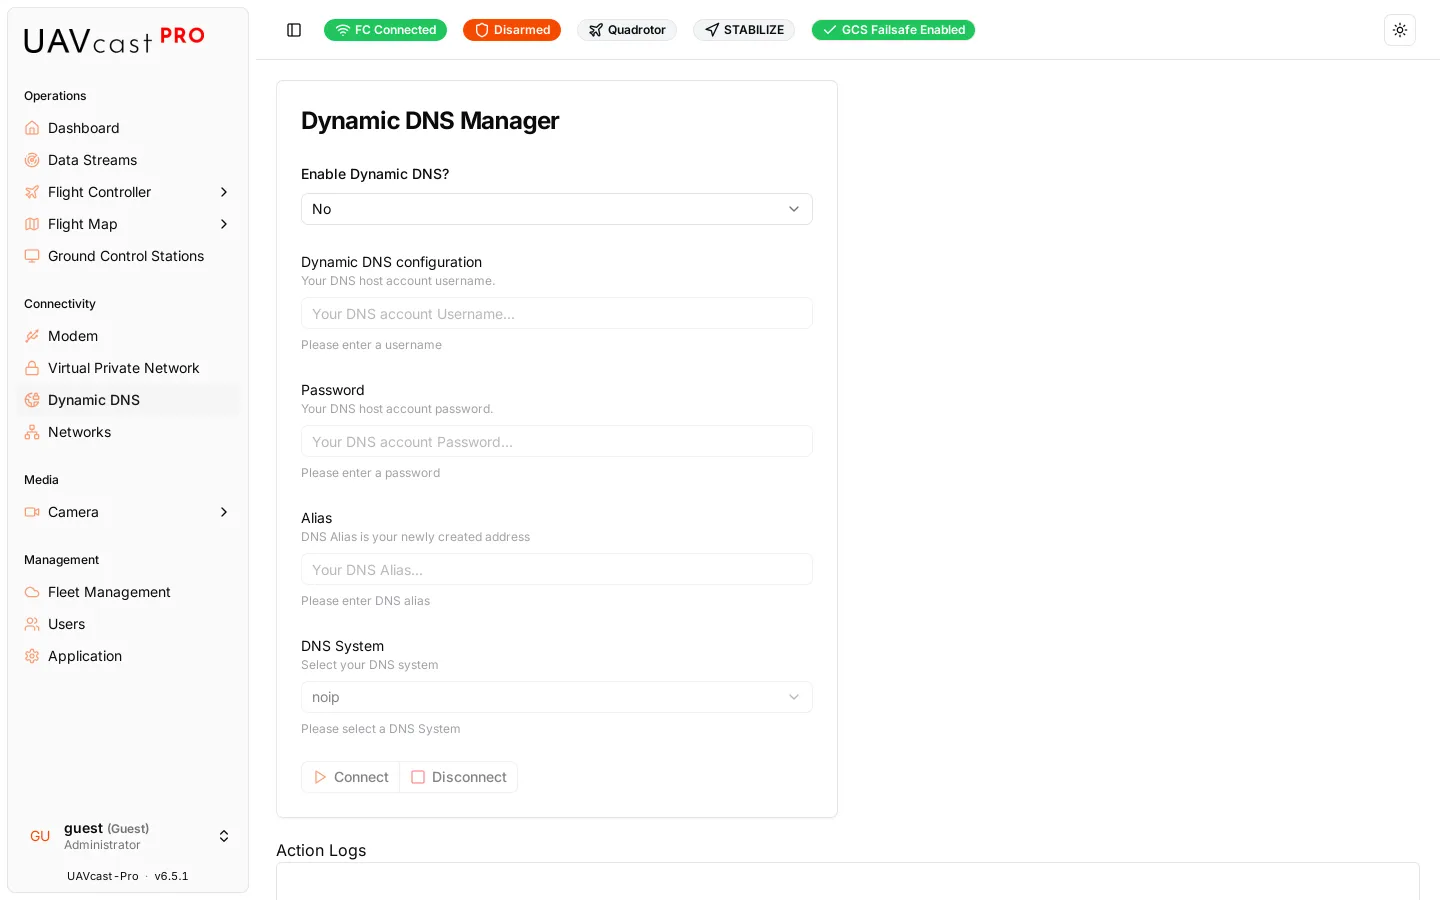 UAVcast PRO
Operations
Dashboard
Data Streams
Flight Controller
Flight Map
Ground Control Stations
Connectivity
Modem
Virtual Private Network
Dynamic DNS
Networks
Media
Camera
Management
Fleet Management
Users
Application
GU
guest (Guest)
Administrator
UAVcast-Pro · v6.5.1
FC Connected
Disarmed
Quadrotor
STABILIZE
GCS Failsafe Enabled
Dynamic DNS Manager
Enable Dynamic DNS?
No
Dynamic DNS configuration
Your DNS host account username.
Your DNS account Username...
Please enter a username
Password
Your DNS host account password.
Your DNS account Password...
Please enter a password
Alias
DNS Alias is your newly created address
Your DNS Alias...
Please enter DNS alias
DNS System
Select your DNS system
noip
Please select a DNS System
Connect
Disconnect
Action Logs